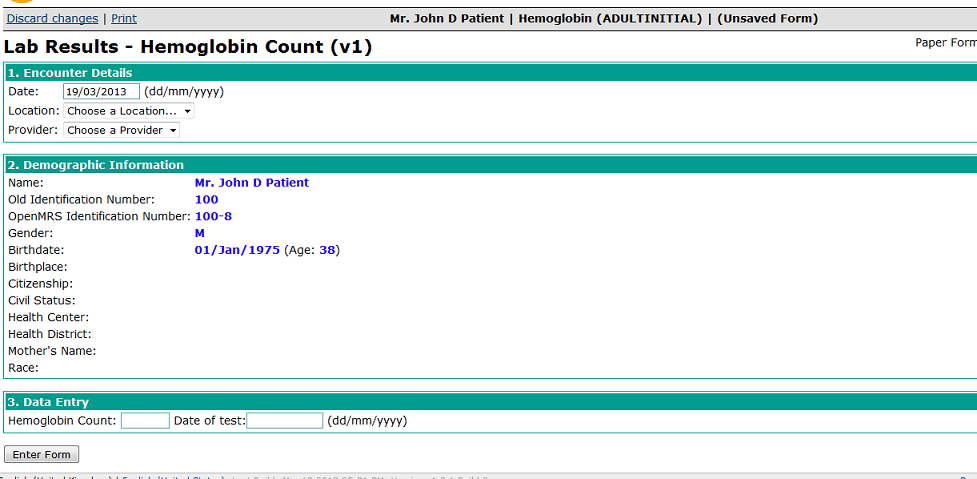 Discard changes | Print Mr. John D Patient | Hemoglobin (ADULTINITIAL) | (Unsaved Form)
Lab Results - Hemoglobin Count (v1) Paper Form
1. Encounter Details
Date: 19/03/2013 (dd/mm/yyyy)
Location: Choose a Location...
Provider: Choose a Provider
2. Demographic Information
Name: Mr. John D Patient
Old Identification Number: 100
OpenMRS Identification Number: 100-8
Gender: M
Birthdate: 01/Jan/1975 (Age: 38)
Birthplace:
Citizenship:
Civil Status:
Health Center:
Health District:
Mother's Name:
Race:
3. Data Entry
Hemoglobin Count: Date of test: (dd/mm/yyyy)
Enter Form